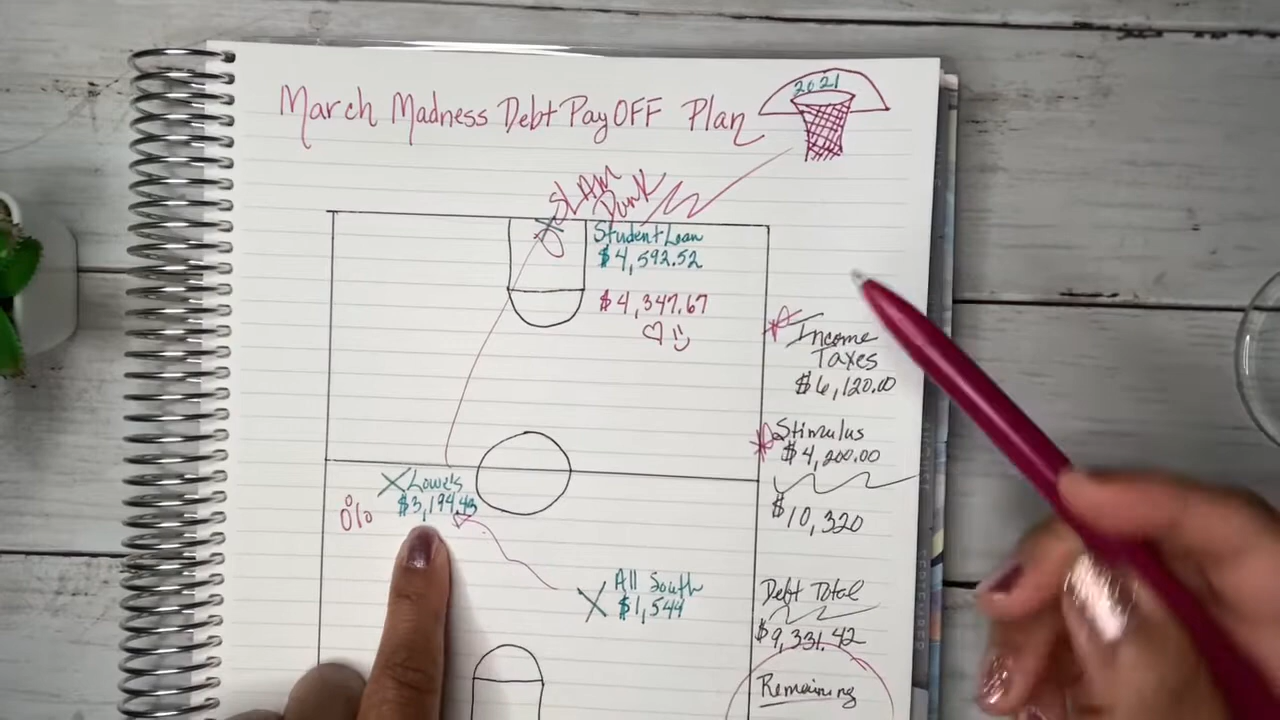 March Madness Debt PayOFF Plan
2021
SLAM
Dunk
Student Loan
$4,592.52
$4,347.67
Income
Taxes
$6,120.00
Stimulus
$4,200.00
$10,320
X Lowe's
$3,194.43
0%
X All South
$1,544
Debt Total
$9,331.42
Remaining